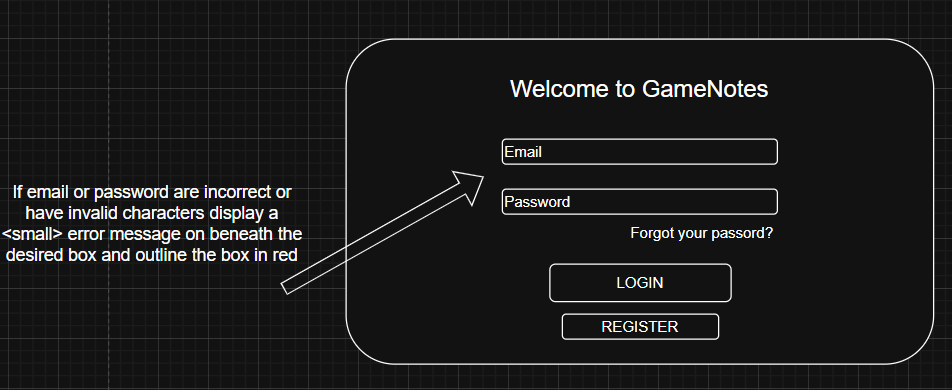 Welcome to GameNotes
Email
If email or password are incorrect or
have invalid characters display a
<small> error message on beneath the
desired box and outline the box in red
Password
Forgot your passord?
LOGIN
REGISTER